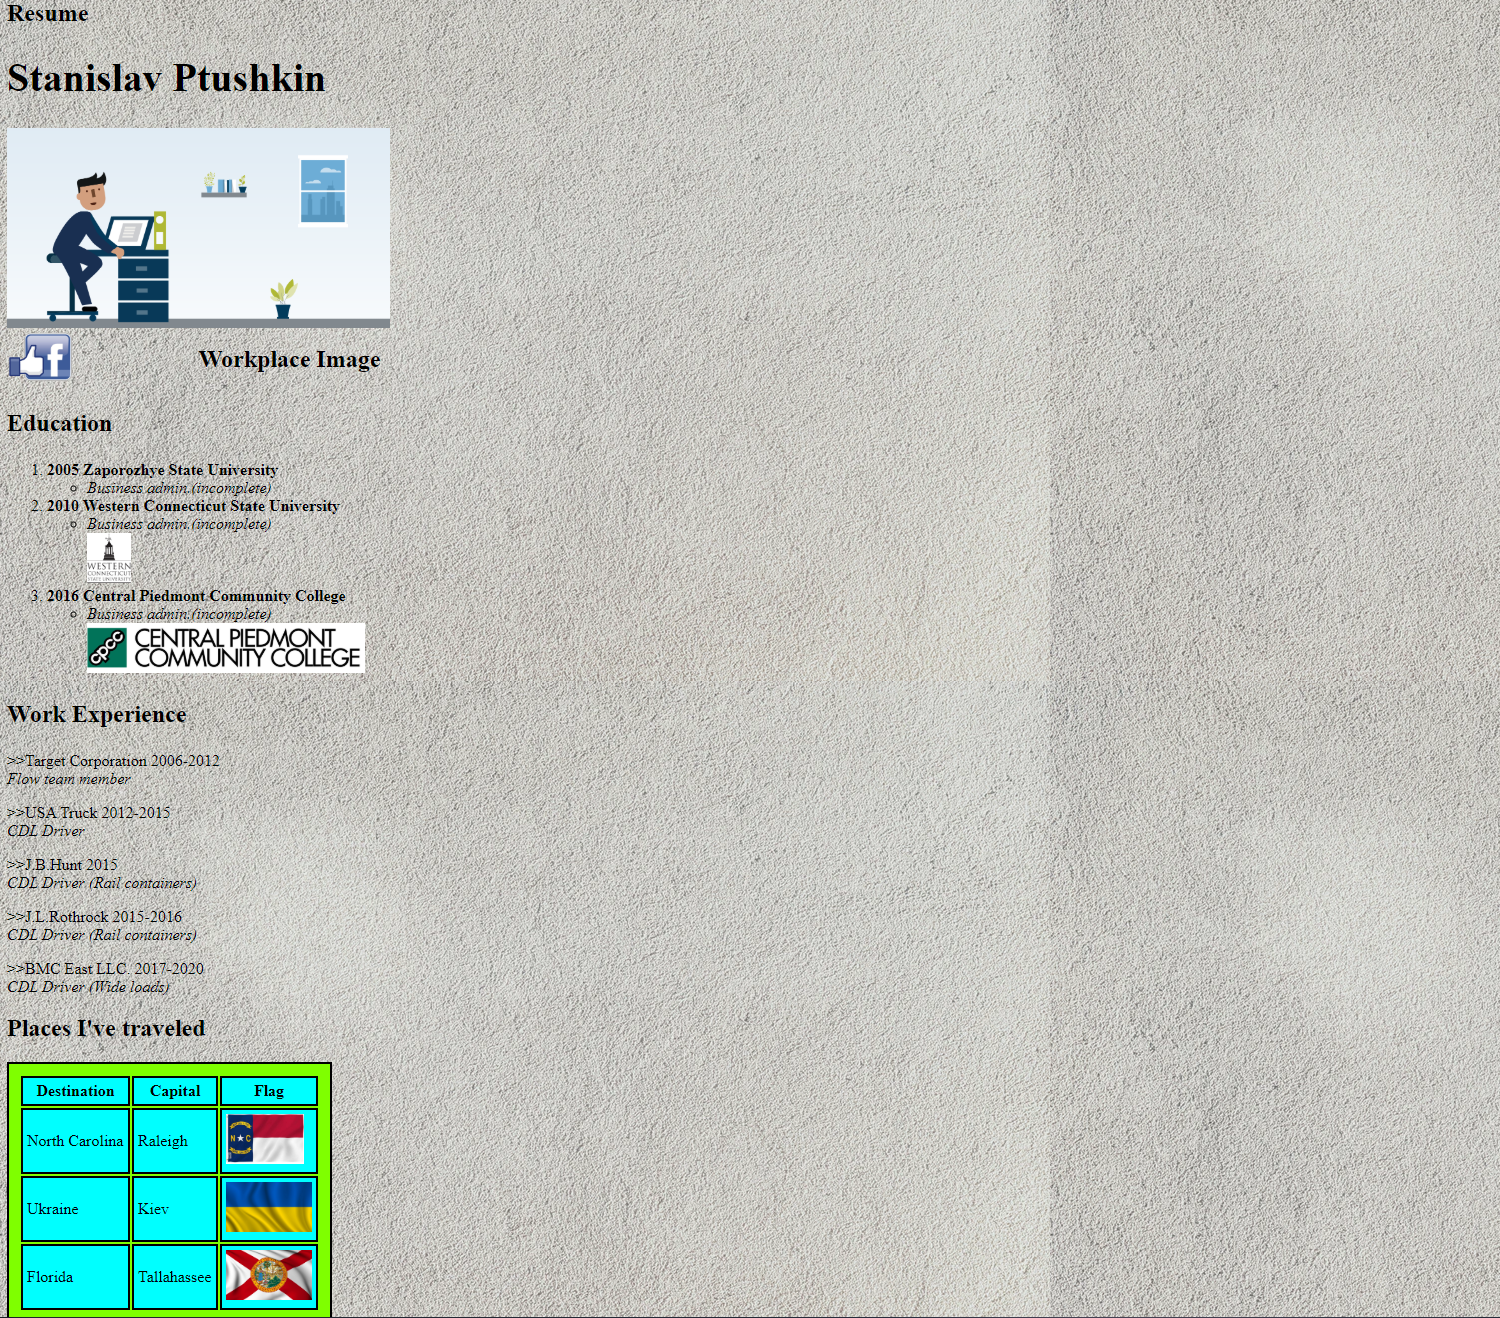 Resume
Stanislav Ptushkin
Workplace Image
Education
1. 2005 Zaporozhye State University
Business admin.(incomplete)
2. 2010 Western Connecticut State University
Business admin.(incomplete)
WESTERN
CONNECTICUT
STATE UNIVERSITY
3. 2016 Central Piedmont Community College
Business admin.(incomplete)
cpcc CENTRAL PIEDMONT
COMMUNITY COLLEGE
Work Experience
>>Target Corporation 2006-2012
Flow team member
>>USA Truck 2012-2015
CDL Driver
>>J.B.Hunt 2015
CDL Driver (Rail containers)
>>J.L.Rothrock 2015-2016
CDL Driver (Rail containers)
>>BMC East LLC. 2017-2020
CDL Driver (Wide loads)
Places I've traveled
Destination Capital Flag
North Carolina Raleigh N C
Ukraine Kiev
Florida Tallahassee